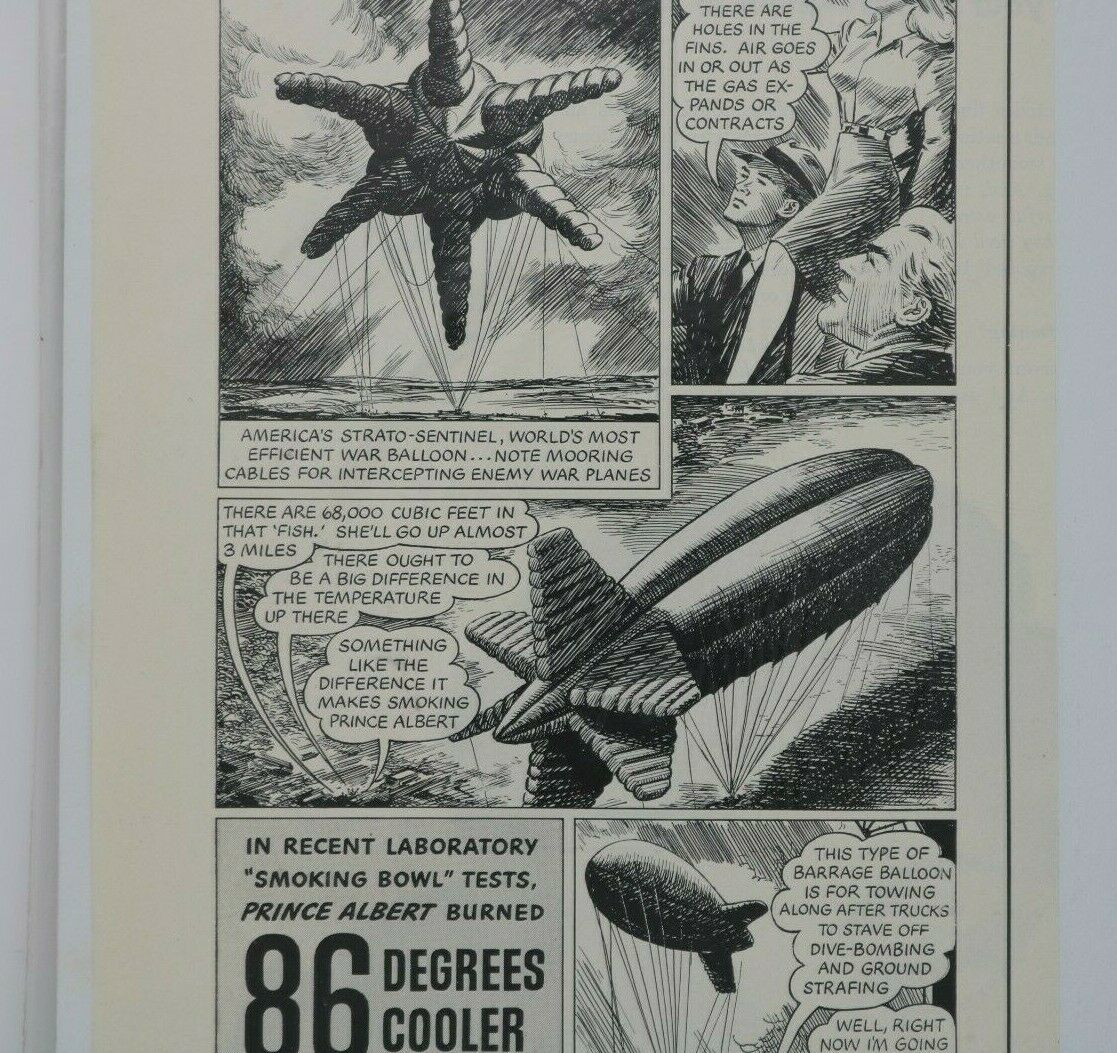 THERE ARE
HOLES IN THE
FINS. AIR GOES
IN OR OUT AS
THE GAS EX-
PANDS OR
CONTRACTS
AMERICA'S STRATO-SENTINEL, WORLD'S MOST
EFFICIENT WAR BALLOON...NOTE MOORING
CABLES FOR INTERCEPTING ENEMY WAR PLANES
THERE ARE 68,000 CUBIC FEET IN
THAT 'FISH.' SHE'LL GO UP ALMOST
3 MILES
THERE OUGHT TO
BE A BIG DIFFERENCE IN
THE TEMPERATURE
UP THERE
SOMETHING
LIKE THE
DIFFERENCE IT
MAKES SMOKING
PRINCE ALBERT
IN RECENT LABORATORY
"SMOKING BOWL" TESTS,
PRINCE ALBERT BURNED
86 DEGREES
COOLER
THIS TYPE OF
BARRAGE BALLOON
IS FOR TOWING
ALONG AFTER TRUCKS
TO STAVE OFF
DIVE-BOMBING
AND GROUND
STRAFING
WELL, RIGHT
NOW I'M GOING